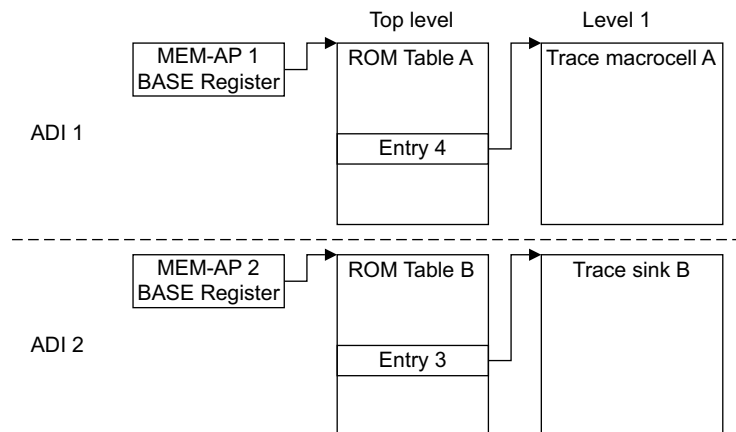 Top level
Level 1
MEM-AP 1
BASE Register
ROM Table A
Trace macrocell A
ADI 1
Entry 4
MEM-AP 2
BASE Register
ROM Table B
Trace sink B
ADI 2
Entry 3